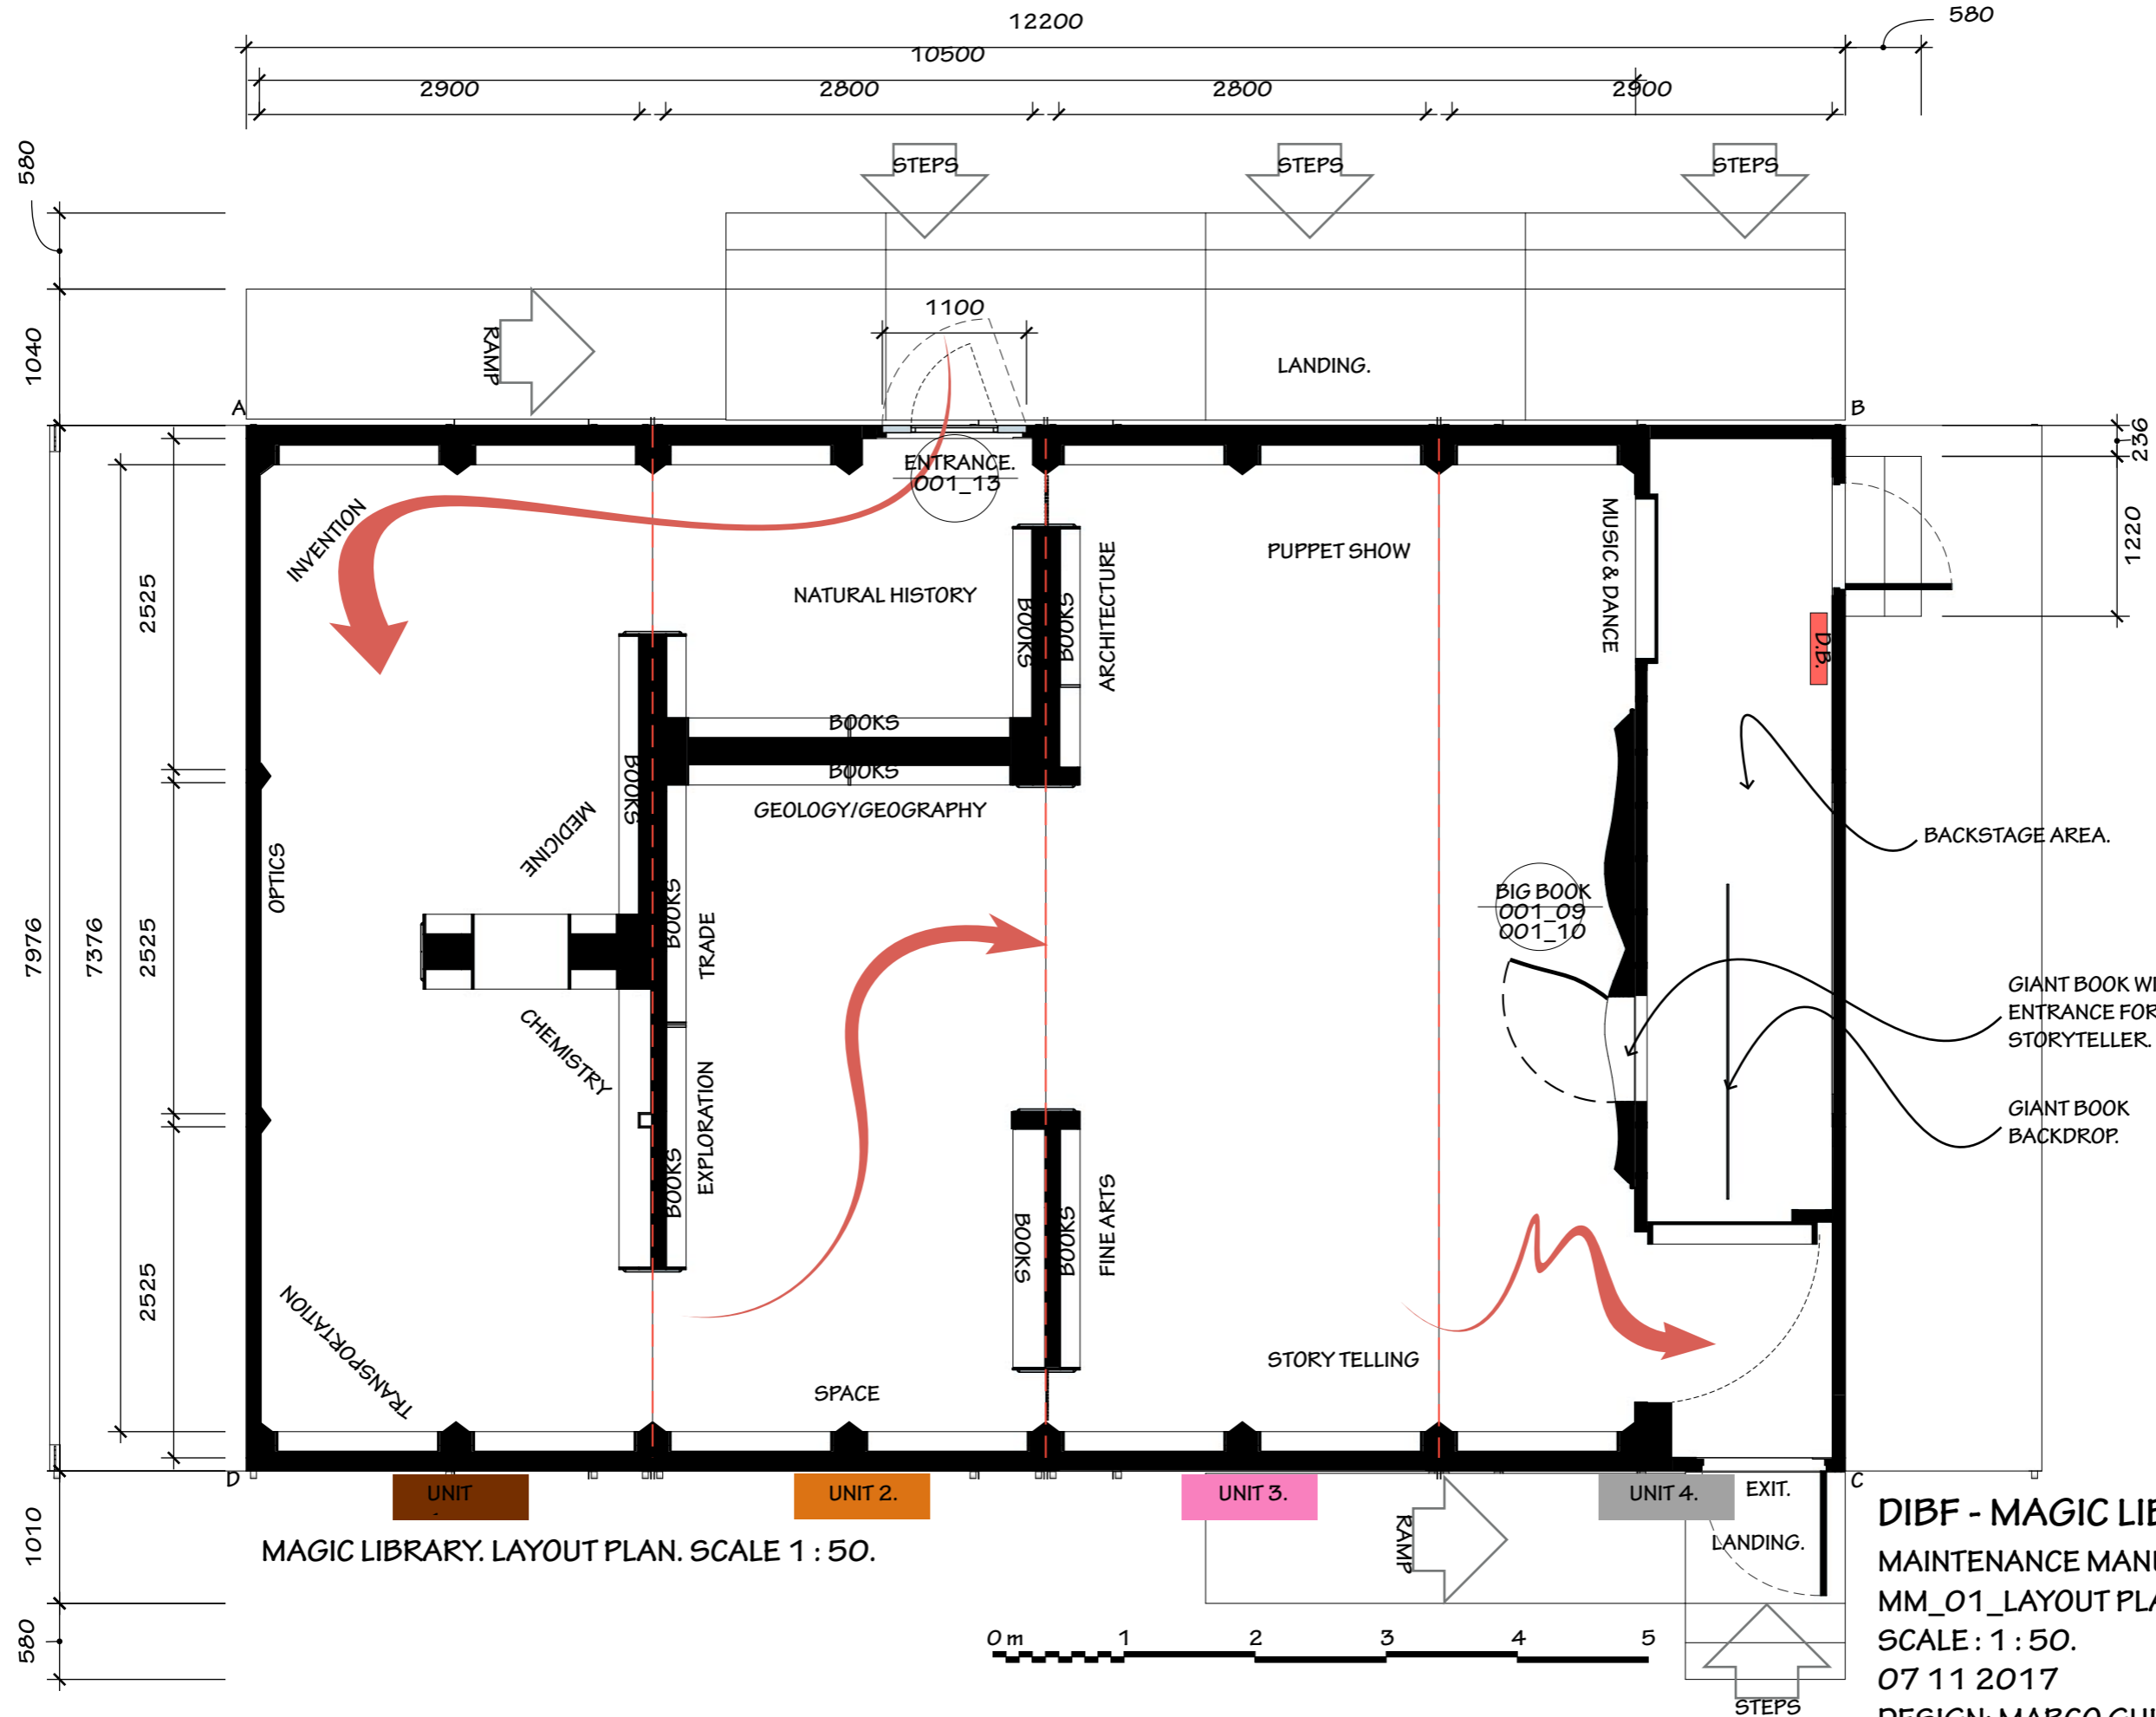 12200
580
10500
2900
2800
2800
2900
STEPS
STEPS
STEPS
580
1040
RAMP
1100
LANDING.
A
B
236
1220
ENTRANCE.
001_13
INVENTION
NATURAL HISTORY
BOOKS
BOOKS
ARCHITECTURE
PUPPET SHOW
MUSIC & DANCE
D.B.
2525
BOOKS
BOOKS
GEOLOGY/GEOGRAPHY
BOOKS
MEDICINE
OPTICS
BACKSTAGE AREA.
7976
7376
2525
BOOKS
TRADE
BIG BOOK
001_09
001_10
GIANT BOOK
ENTRANCE FOR
STORYTELLER.
CHEMISTRY
EXPLORATION
BOOKS
GIANT BOOK
BACKDROP.
BOOKS
BOOKS
FINE ARTS
2525
TRANSPORTATION
STORY TELLING
SPACE
D
C
UNIT
UNIT 2.
UNIT 3.
UNIT 4.
EXIT.
LANDING.
RAMP
1010
580
MAGIC LIBRARY. LAYOUT PLAN. SCALE 1 : 50.
0 m 1 2 3 4 5
STEPS
DIBF - MAGIC
MAINTENANCE
MM_01_LAYOUT
SCALE : 1 : 50.
07 11 2017
DESIGN: MARCO